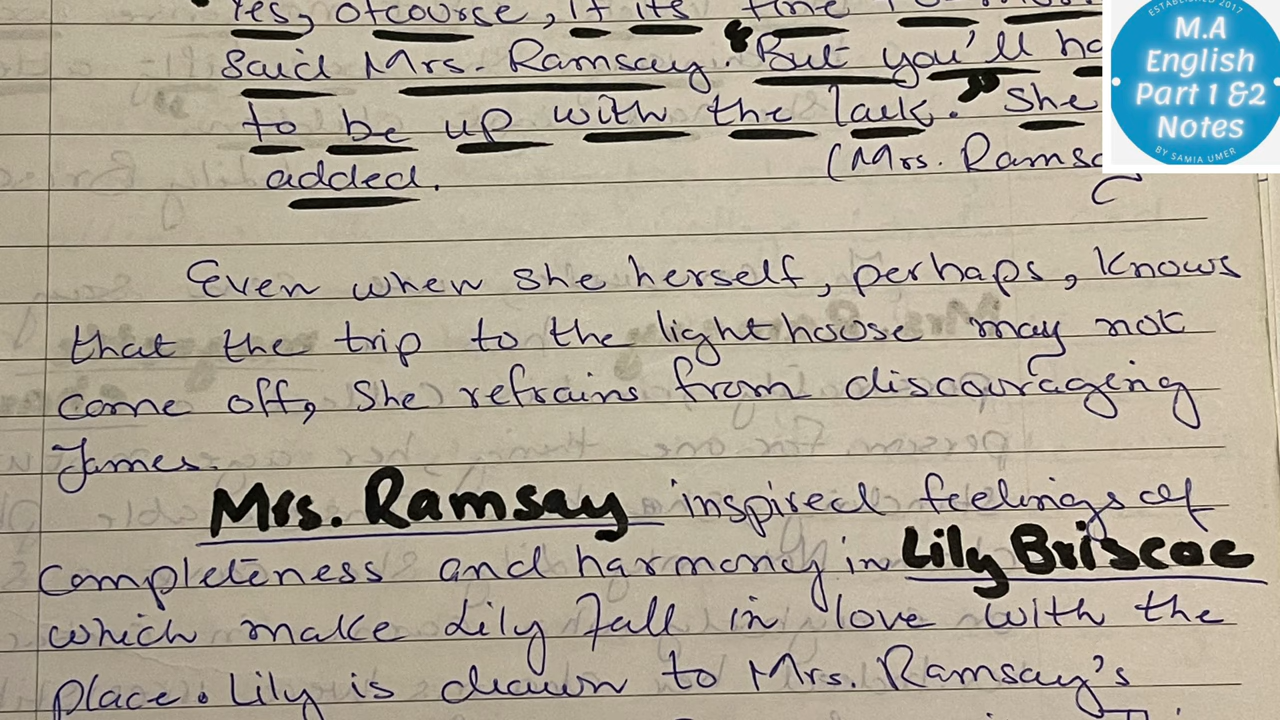 "Yes, ofcourse, if its fine
Said Mrs. Ramsay. "But you'll ha
to be up with the lark." She
added.
(Mrs. Ramsa
Even when she herself, perhaps, knows
that the trip to the lighthouse may not
come off, She refrains from discouraging
James.
Mrs. Ramsay inspired feelings of
completeness and harmony in Lily Briscoe
which make Lily fall in love with the
place. Lily is drawn to Mrs. Ramsay's
ESTABLISHED 2017
M.A
English
Part 1 &2
Notes
BY SAMIA UMER